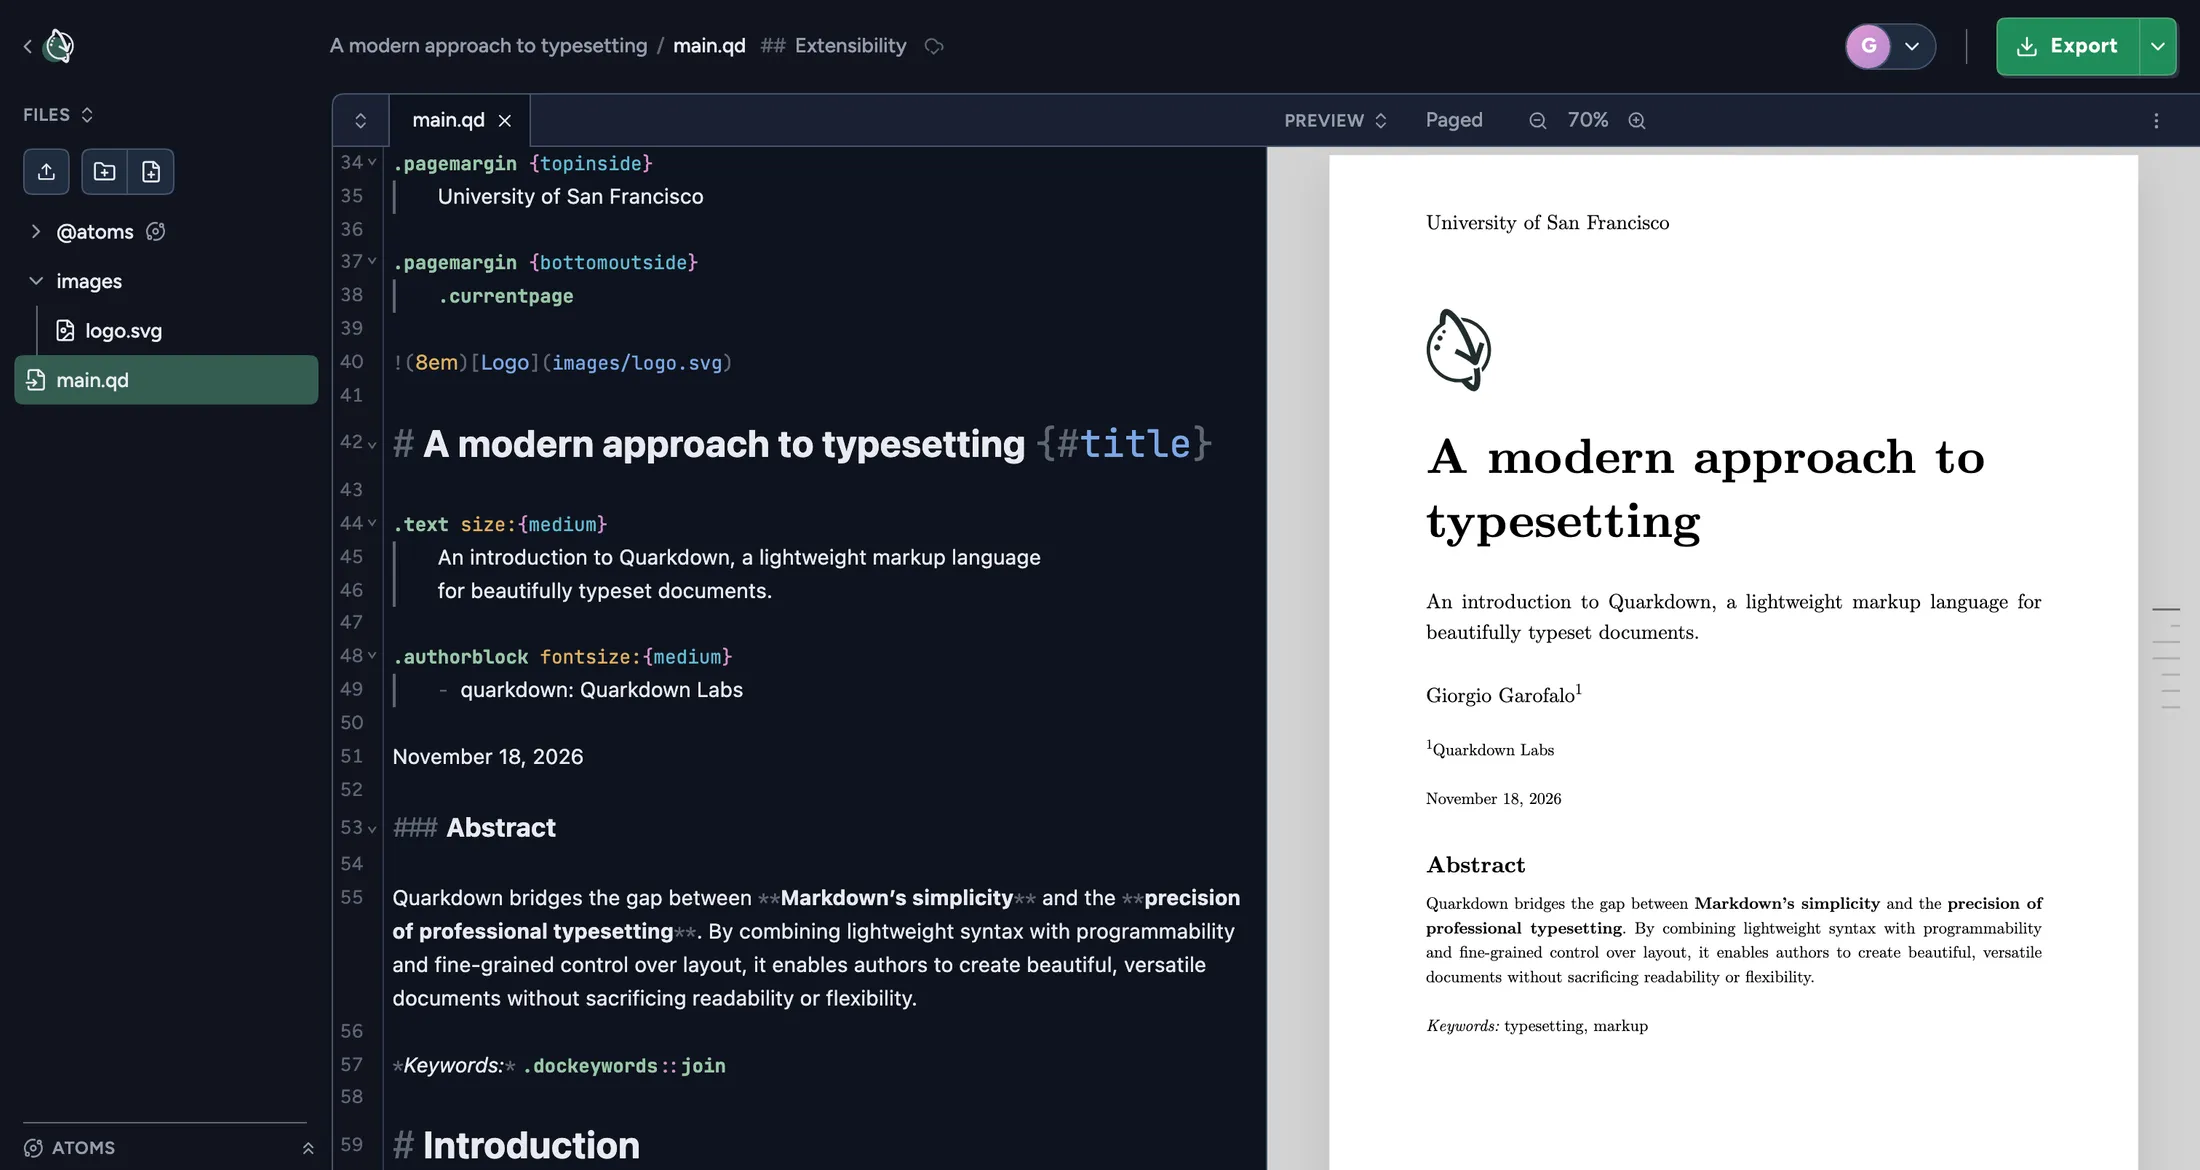 A modern approach to typesetting / main.qd ## Extensibility
G
Export
FILES
@atoms
images
logo.svg
main.qd
ATOMS
main.qd
34 .pagemargin {topinside}
35 University of San Francisco
36
37 .pagemargin {bottomoutside}
38 .currentpage
39
40 !(8em)[Logo](images/logo.svg)
41
42 # A modern approach to typesetting {#title}
43
44 .text size:{medium}
45 An introduction to Quarkdown, a lightweight markup language
46 for beautifully typeset documents.
47
48 .authorblock fontsize:{medium}
49 - quarkdown: Quarkdown Labs
50
51 November 18, 2026
52
53 ### Abstract
54
55 Quarkdown bridges the gap between **Markdown’s simplicity** and the **precision
of professional typesetting**. By combining lightweight syntax with programmability
and fine-grained control over layout, it enables authors to create beautiful, versatile
documents without sacrificing readability or flexibility.
56
57 *Keywords:* .dockeywords::join
58
59 # Introduction
PREVIEW Paged 70%
University of San Francisco
A modern approach to
typesetting
An introduction to Quarkdown, a lightweight markup language for
beautifully typeset documents.
Giorgio Garofalo¹
¹Quarkdown Labs
November 18, 2026
Abstract
Quarkdown bridges the gap between Markdown’s simplicity and the precision of
professional typesetting. By combining lightweight syntax with programmability
and fine-grained control over layout, it enables authors to create beautiful, versatile
documents without sacrificing readability or flexibility.
Keywords: typesetting, markup